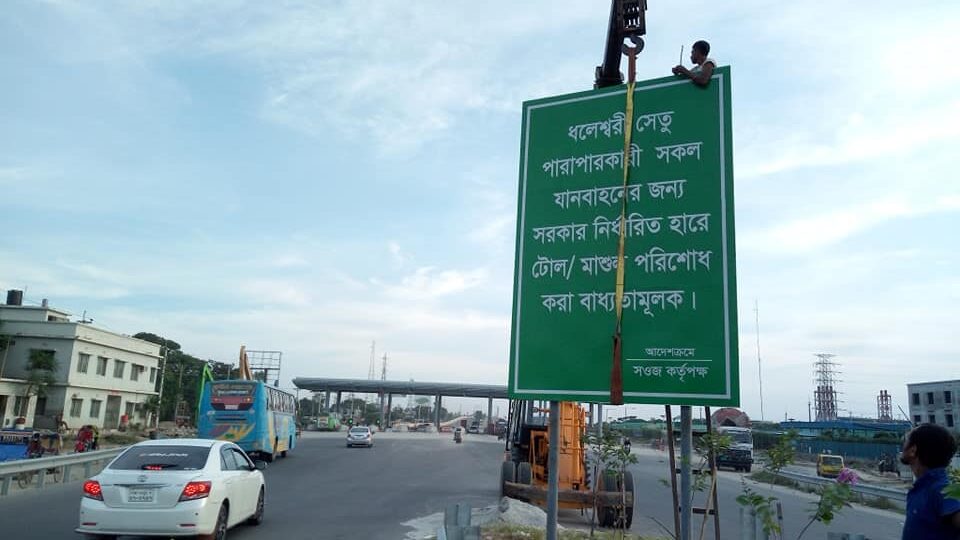 ধলেশ্বরী সেতু
পারাপারকারী সকল
যানবাহনের জন্য
সরকার নির্ধারিত হারে
টোল/ মাশুল পরিশোধ
করা বাধ্যতামূলক।
আদেশক্রমে
সওজ কর্তৃপক্ষ